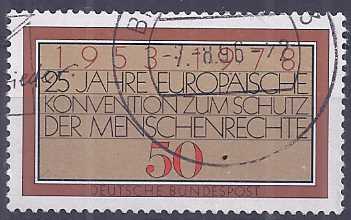 1953-1978
25 JAHRE EUROPÄISCHE
KONVENTION ZUM SCHUTZ
DER MENSCHENRECHTE
50
DEUTSCHE BUNDESPOST